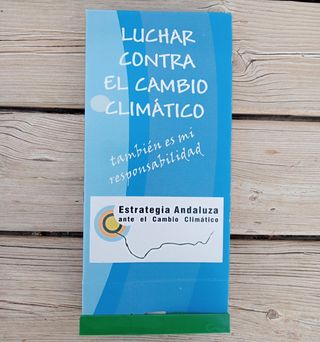 LUCHAR
CONTRA
EL CAMBIO
CLIMÁTICO
también es mi
responsabilidad
Estrategia Andaluza
ante el Cambio Climático